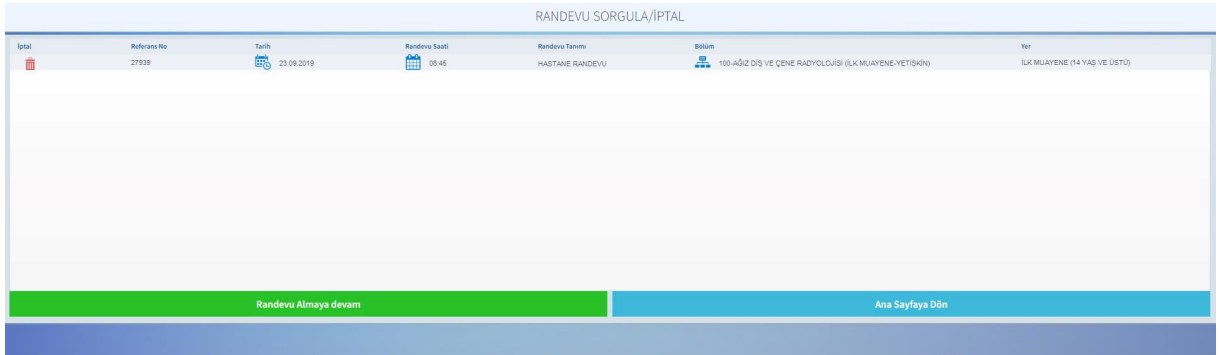 RANDEVU SORGULA/İPTAL
İptal Referans No Tarih Randevu Saati Randevu Tanımı Bölüm Yer
27939 23.09.2019 08:45 HASTANE RANDEVU 100-AĞIZ DİŞ VE ÇENE RADYOLOJİSİ (İLK MUAYENE-YETİŞKİN) İLK MUAYENE (14 YAŞ VE ÜSTÜ)
Randevu Almaya devam Ana Sayfaya Dön